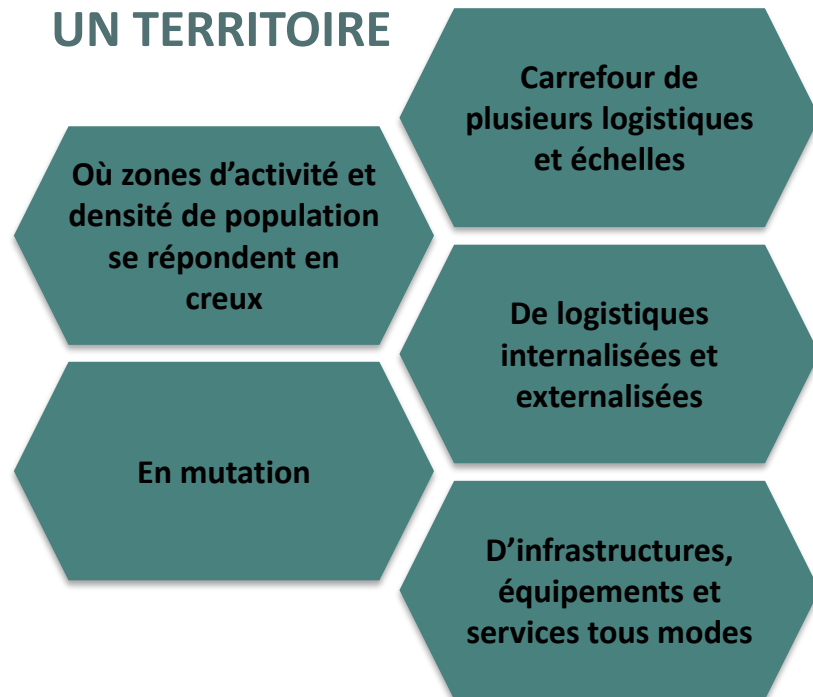 UN TERRITOIRE
Carrefour de
plusieurs logistiques
et échelles
Où zones d’activité et
densité de population
se répondent en
creux
De logistiques
internalisées et
externalisées
En mutation
D’infrastructures,
équipements et
services tous modes